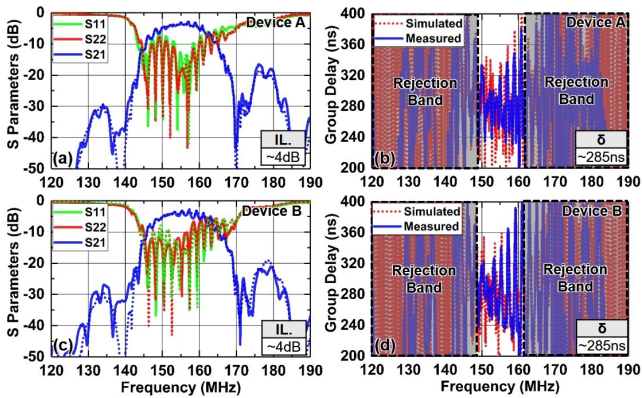 S Parameters (dB)
0
-10
-20
-30
-40
-50
S11
S22
S21
Device A
(a)
IL.
~4dB
120 130 140 150 160 170 180 190
Group Delay (ns)
400
360
320
280
240
200
Simulated
Measured
Device A
Rejection
Band
Rejection
Band
(b)
δ
~285ns
120 130 140 150 160 170 180 190
S Parameters (dB)
0
-10
-20
-30
-40
-50
S11
S22
S21
Device B
(c)
IL.
~4dB
120 130 140 150 160 170 180 190
Frequency (MHz)
Group Delay (ns)
400
360
320
280
240
200
Simulated
Measured
Device B
Rejection
Band
Rejection
Band
(d)
δ
~285ns
120 130 140 150 160 170 180 190
Frequency (MHz)